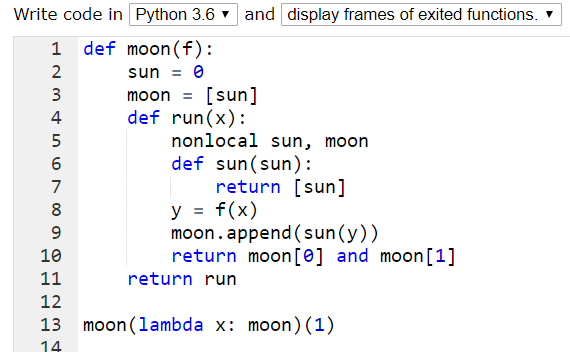 Write code in Python 3.6 ▾ and display frames of exited functions. ▾
1 def moon(f):
2     sun = 0
3     moon = [sun]
4     def run(x):
5         nonlocal sun, moon
6         def sun(sun):
7             return [sun]
8         y = f(x)
9         moon.append(sun(y))
10         return moon[0] and moon[1]
11     return run
12
13 moon(lambda x: moon)(1)
14